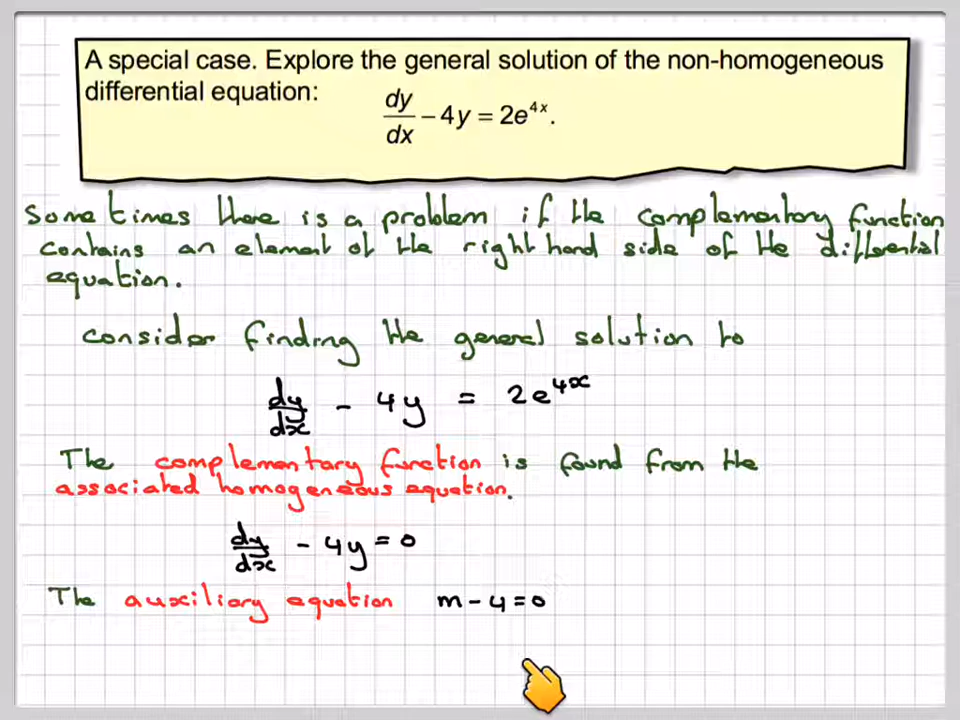 A special case. Explore the general solution of the non-homogeneous
differential equation: dy/dx − 4y = 2e^{4x}.
Sometimes there is a problem if the complementary function
contains an element of the right hand side of the differential
equation.
consider finding the general solution to
dy/dx − 4y = 2e^{4x}
The complementary function is found from the
associated homogeneous equation.
dy/dx − 4y = 0
The auxiliary equation m − 4 = 0